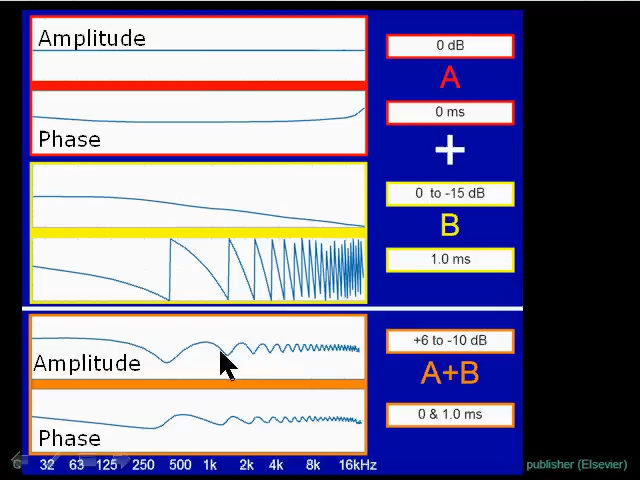 Amplitude
0 dB
A
0 ms
Phase
+
0 to -15 dB
B
1.0 ms
+6 to -10 dB
Amplitude
A+B
0 & 1.0 ms
Phase
32 63 125 250 500 1k 2k 4k 8k 16kHz
publisher (Elsevier)